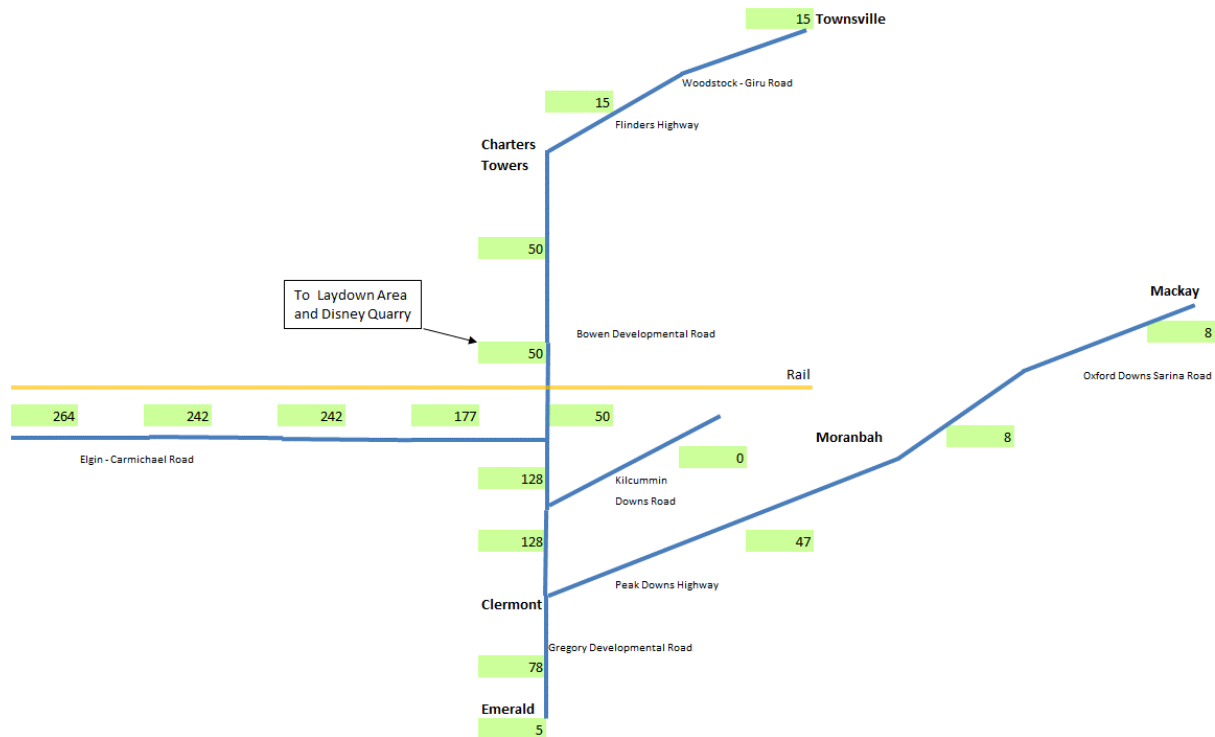 15 Townsville
Woodstock - Giru Road
15
Flinders Highway
Charters
Towers
50
To Laydown Area
and Disney Quarry
Mackay
8
Bowen Developmental Road
50
Rail
Oxford Downs Sarina Road
264 242 242 177 50
Moranbah
8
Elgin - Carmichael Road
0
128
Kilcummin
Downs Road
128
47
Peak Downs Highway
Clermont
Gregory Developmental Road
78
Emerald
5